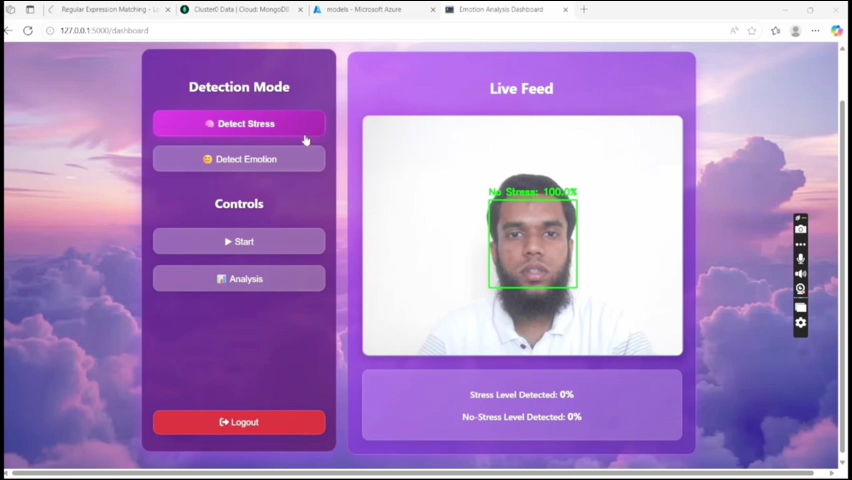 Regular Expression Matching - Le
Cluster0 Data | Cloud: MongoDB
models - Microsoft Azure
Emotion Analysis Dashboard
127.0.0.1:5000/dashboard
Detection Mode
Detect Stress
Detect Emotion
Controls
Start
Analysis
Logout
Live Feed
No Stress: 100.0%
Stress Level Detected: 0%
No-Stress Level Detected: 0%